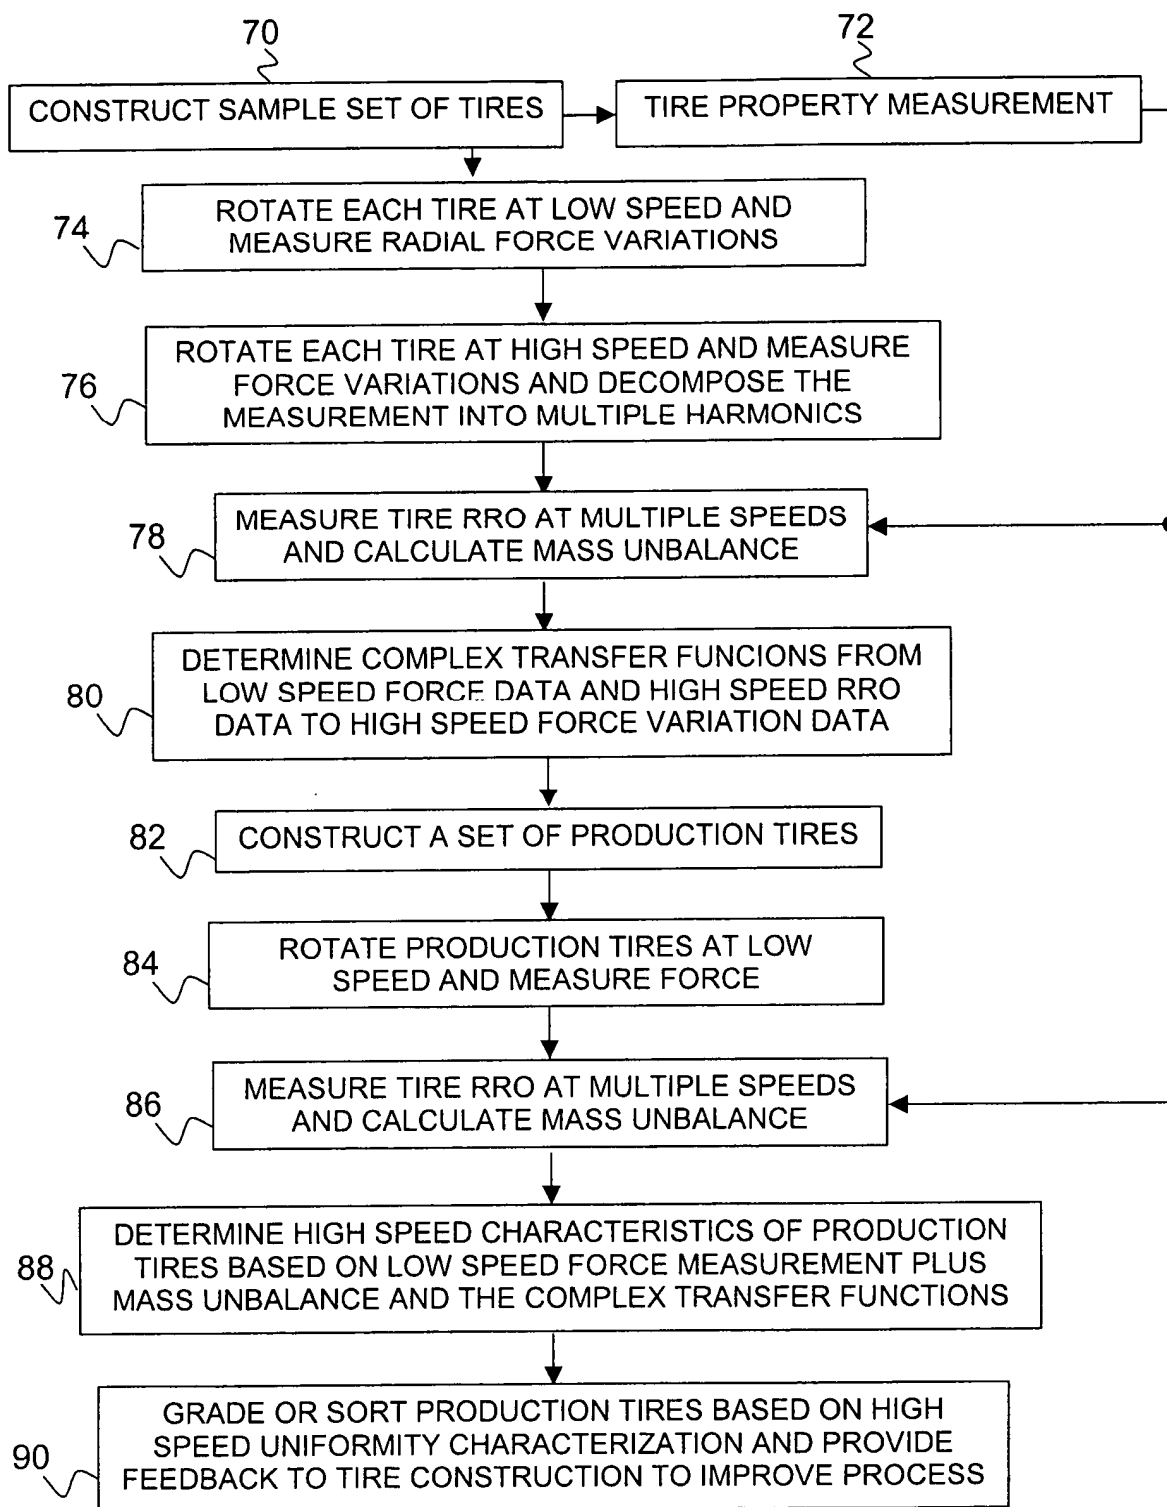 70
72
CONSTRUCT SAMPLE SET OF TIRES
TIRE PROPERTY MEASUREMENT
74
ROTATE EACH TIRE AT LOW SPEED AND
MEASURE RADIAL FORCE VARIATIONS
76
ROTATE EACH TIRE AT HIGH SPEED AND MEASURE
FORCE VARIATIONS AND DECOMPOSE THE
MEASUREMENT INTO MULTIPLE HARMONICS
78
MEASURE TIRE RRO AT MULTIPLE SPEEDS
AND CALCULATE MASS UNBALANCE
80
DETERMINE COMPLEX TRANSFER FUNCIONS FROM
LOW SPEED FORCE DATA AND HIGH SPEED RRO
DATA TO HIGH SPEED FORCE VARIATION DATA
82
CONSTRUCT A SET OF PRODUCTION TIRES
84
ROTATE PRODUCTION TIRES AT LOW
SPEED AND MEASURE FORCE
86
MEASURE TIRE RRO AT MULTIPLE SPEEDS
AND CALCULATE MASS UNBALANCE
88
DETERMINE HIGH SPEED CHARACTERISTICS OF PRODUCTION
TIRES BASED ON LOW SPEED FORCE MEASUREMENT PLUS
MASS UNBALANCE AND THE COMPLEX TRANSFER FUNCTIONS
90
GRADE OR SORT PRODUCTION TIRES BASED ON HIGH
SPEED UNIFORMITY CHARACTERIZATION AND PROVIDE
FEEDBACK TO TIRE CONSTRUCTION TO IMPROVE PROCESS